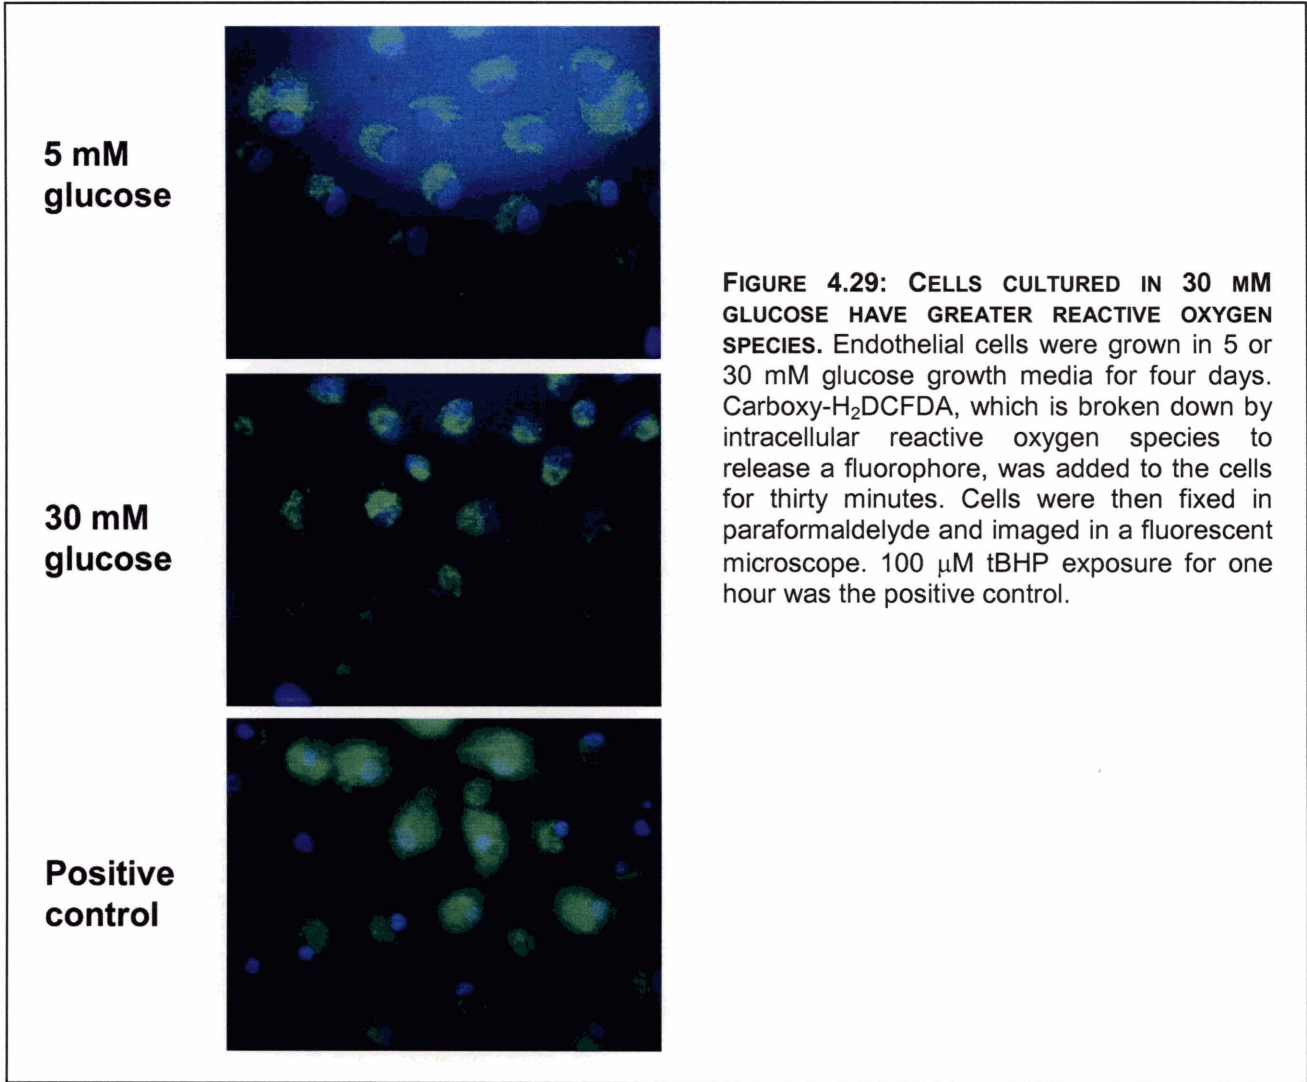 5 mM
glucose
30 mM
glucose
Positive
control
FIGURE 4.29: CELLS CULTURED IN 30 MM
GLUCOSE HAVE GREATER REACTIVE OXYGEN
SPECIES. Endothelial cells were grown in 5 or
30 mM glucose growth media for four days.
Carboxy-H₂DCFDA, which is broken down by
intracellular reactive oxygen species to
release a fluorophore, was added to the cells
for thirty minutes. Cells were then fixed in
paraformaldelyde and imaged in a fluorescent
microscope. 100 μM tBHP exposure for one
hour was the positive control.